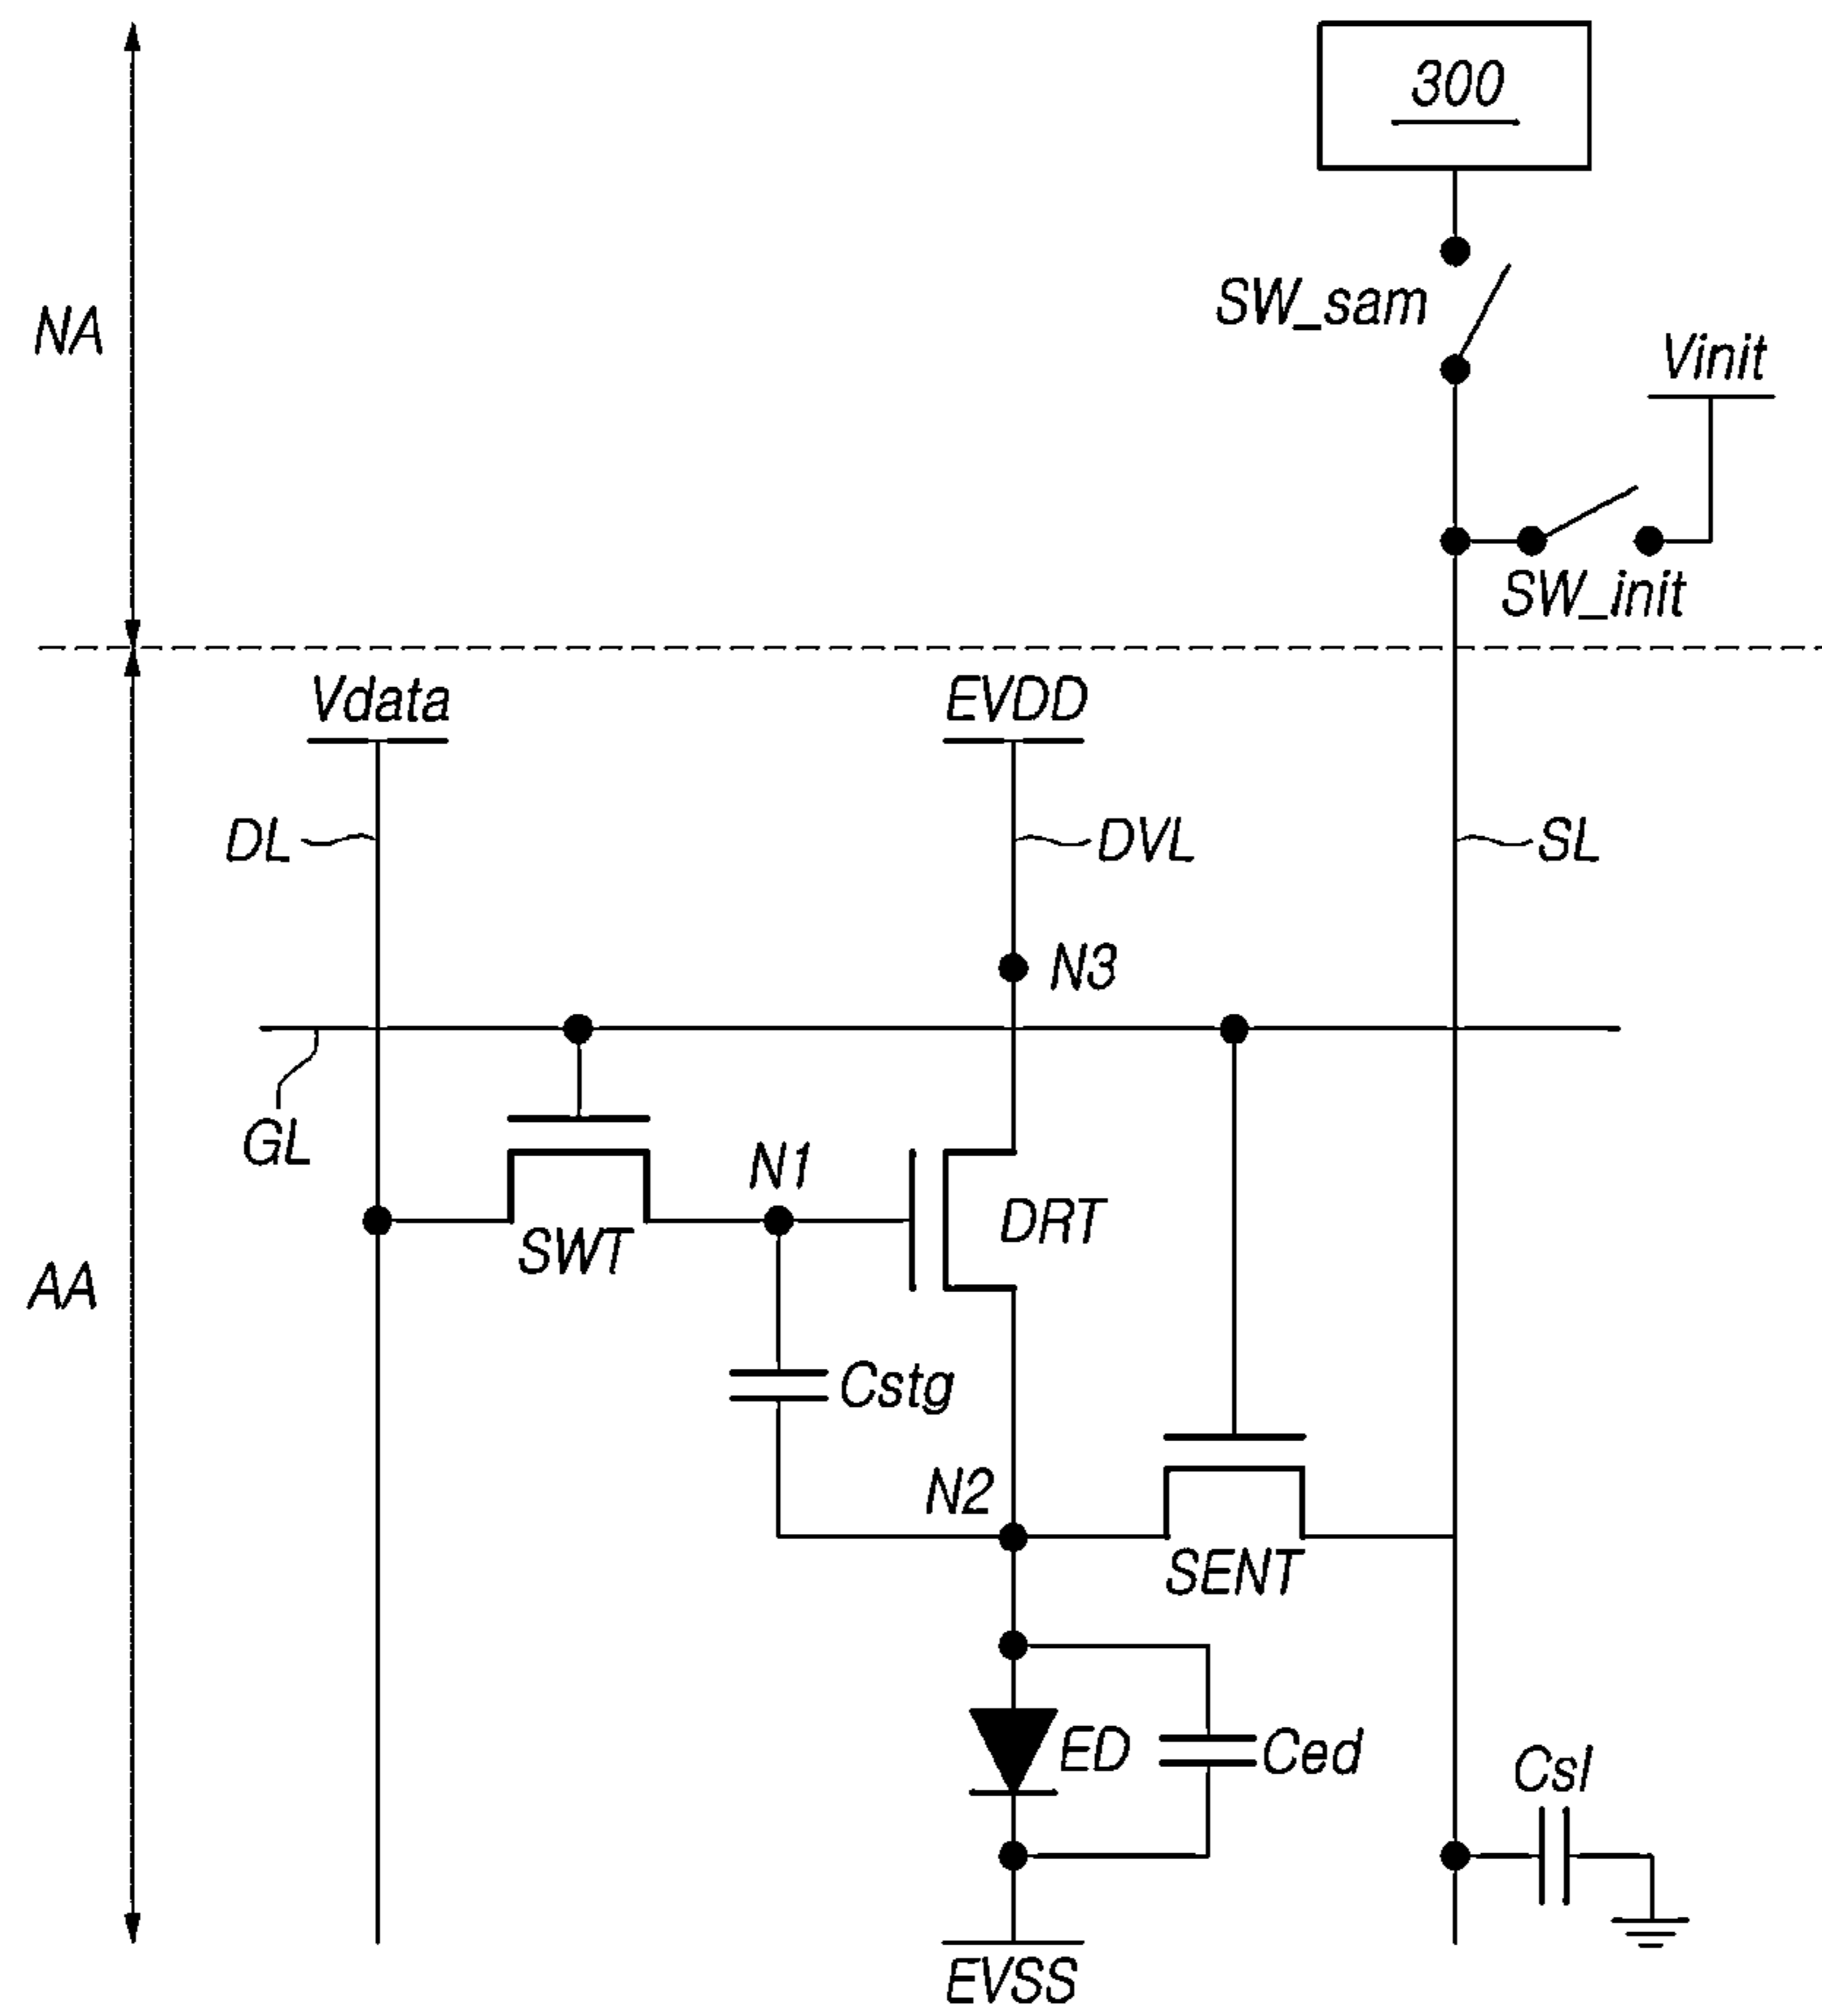 300
SW_sam
NA
Vinit
SW_init
Vdata
EVDD
DL
DVL
SL
N3
GL
N1
DRT
SWT
AA
Cstg
N2
SENT
ED
Ced
Csl
EVSS